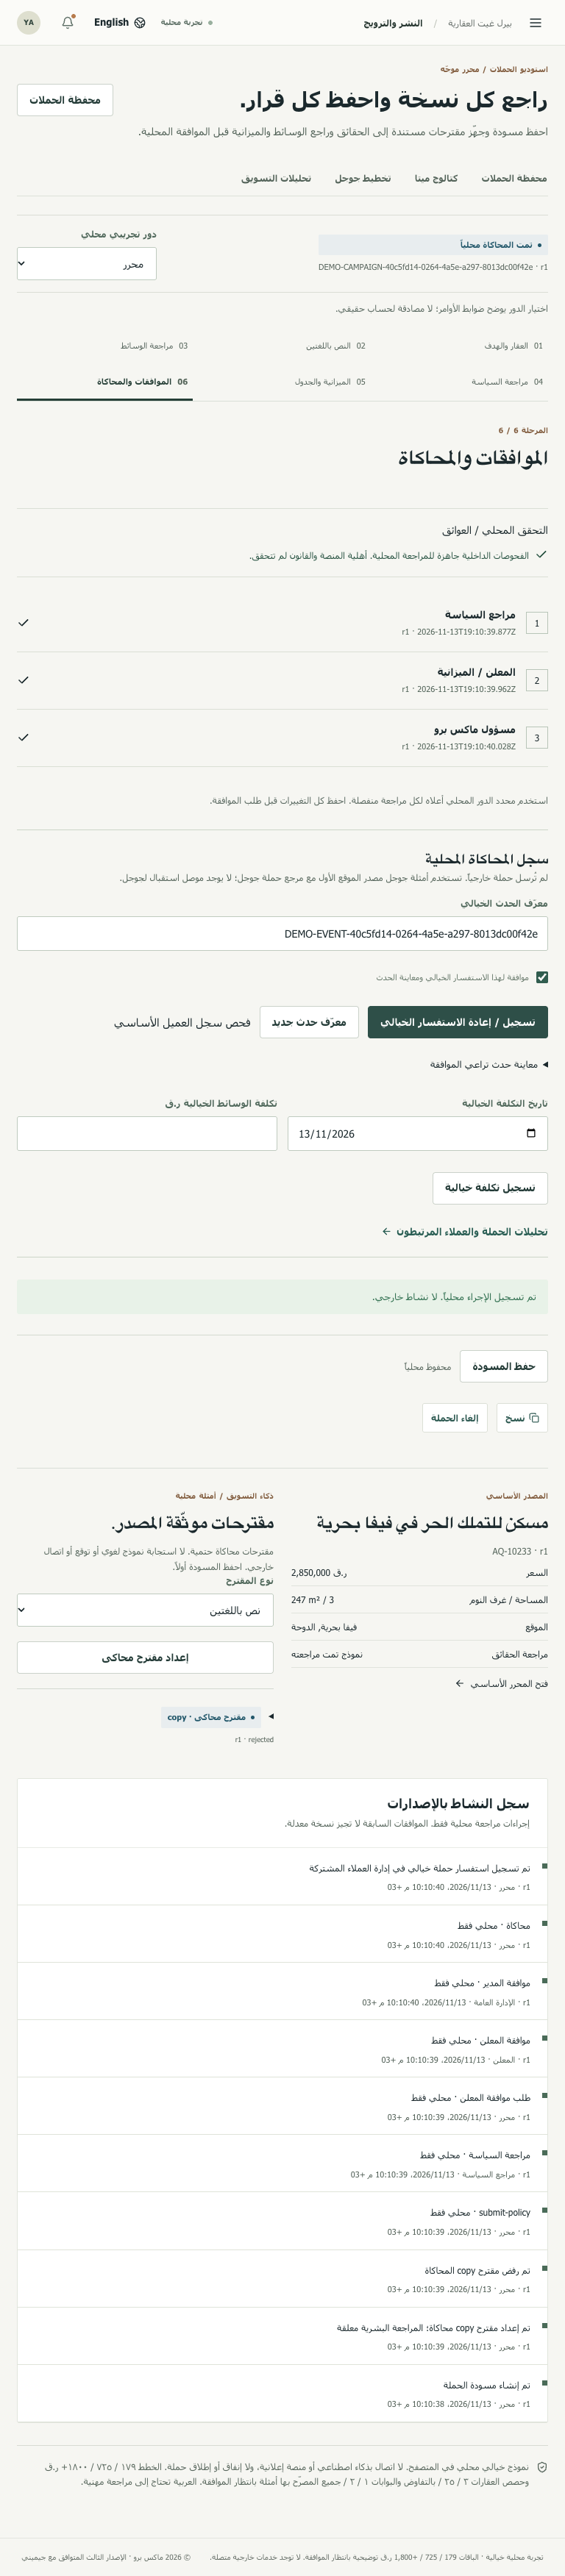 بيرل غيت العقارية / النشر والترويج
تجربة محلية
English
YA
استوديو الحملات / محرر موجّه
راجع كل نسخة واحفظ كل قرار.
محفظة الحملات
احفظ مسودة وجهّز مقترحات مستندة إلى الحقائق وراجع الوسائط والميزانية قبل الموافقة المحلية.
محفظة الحملات
كتالوج ميتا
تخطيط جوجل
تحليلات التسويق
تمت المحاكاة محلياً
DEMO-CAMPAIGN-40c5fd14-0264-4a5e-a297-8013dc00f42e · r1
دور تجريبي محلي
محرر
اختيار الدور يوضح ضوابط الأوامر؛ لا مصادقة لحساب حقيقي.
01 العقار والهدف
02 النص باللغتين
03 مراجعة الوسائط
04 مراجعة السياسة
05 الميزانية والجدول
06 الموافقات والمحاكاة
المرحلة 6 / 6
الموافقات والمحاكاة
التحقق المحلي / العوائق
الفحوصات الداخلية جاهزة للمراجعة المحلية. أهلية المنصة والقانون لم تتحقق.
1
مراجع السياسة
r1 · 2026-11-13T19:10:39.877Z
2
المعلن / الميزانية
r1 · 2026-11-13T19:10:39.962Z
3
مسؤول ماكس برو
r1 · 2026-11-13T19:10:40.028Z
استخدم محدد الدور المحلي أعلاه لكل مراجعة منفصلة. احفظ كل التغييرات قبل طلب الموافقة.
سجل المحاكاة المحلية
لم تُرسل حملة خارجياً. تستخدم أمثلة جوجل مصدر الموقع الأول مع مرجع حملة جوجل؛ لا يوجد موصل استقبال لجوجل.
معرّف الحدث الخيالي
DEMO-EVENT-40c5fd14-0264-4a5e-a297-8013dc00f42e
موافقة لهذا الاستفسار الخيالي ومعاينة الحدث
تسجيل / إعادة الاستفسار الخيالي
معرّف حدث جديد
فحص سجل العميل الأساسي
معاينة حدث تراعي الموافقة
تاريخ التكلفة الخيالية
تكلفة الوسائط الخيالية ر.ق
13/11/2026
تسجيل تكلفة خيالية
تحليلات الحملة والعملاء المرتبطون
تم تسجيل الإجراء محلياً. لا نشاط خارجي.
حفظ المسودة
محفوظ محلياً
نسخ
إلغاء الحملة
المصدر الأساسي
مسكن للتملك الحر في فيفا بحرية
AQ-10233 · r1
السعر
ر.ق 2,850,000
المساحة / غرف النوم
247 m² / 3
الموقع
فيفا بحرية, الدوحة
مراجعة الحقائق
نموذج تمت مراجعته
فتح المحرر الأساسي
ذكاء التسويق / أمثلة محلية
مقترحات موثّقة المصدر.
مقترحات محاكاة حتمية. لا استجابة نموذج لغوي أو توقع أو اتصال
خارجي. احفظ المسودة أولاً.
نوع المقترح
نص باللغتين
إعداد مقترح محاكى
مقترح محاكى · copy
r1 · rejected
سجل النشاط بالإصدارات
إجراءات مراجعة محلية فقط. الموافقات السابقة لا تجيز نسخة معدلة.
تم تسجيل استفسار حملة خيالي في إدارة العملاء المشتركة
r1 · محرر · 2026/11/13، 10:10:40 م +03
محاكاة · محلي فقط
r1 · محرر · 2026/11/13، 10:10:40 م +03
موافقة المدير · محلي فقط
r1 · الإدارة العامة · 2026/11/13، 10:10:40 م +03
موافقة المعلن · محلي فقط
r1 · المعلن · 2026/11/13، 10:10:39 م +03
طلب موافقة المعلن · محلي فقط
r1 · محرر · 2026/11/13، 10:10:39 م +03
مراجعة السياسة · محلي فقط
r1 · مراجع السياسة · 2026/11/13، 10:10:39 م +03
submit-policy · محلي فقط
r1 · محرر · 2026/11/13، 10:10:39 م +03
تم رفض مقترح copy المحاكاة
r1 · محرر · 2026/11/13، 10:10:39 م +03
تم إعداد مقترح copy محاكاة: المراجعة البشرية معلقة
r1 · محرر · 2026/11/13، 10:10:39 م +03
تم إنشاء مسودة الحملة
r1 · محرر · 2026/11/13، 10:10:38 م +03
نموذج خيالي محلي في المتصفح. لا اتصال بذكاء اصطناعي أو منصة إعلانية، ولا إنفاق أو إطلاق حملة. الخطط ١٧٩ / ٧٢٥ / ١٨٠٠+ ر.ق
وحصص العقارات ٣ / ٢٥ / بالتفاوض والبوابات ١ / ٢ / جميع المصرّح بها أمثلة بانتظار الموافقة. العربية تحتاج إلى مراجعة مهنية.
تجربة محلية خيالية · الباقات 179 / 725 / +1,800 ر.ق توضيحية بانتظار الموافقة. لا توجد خدمات خارجية متصلة.
© 2026 ماكس برو · الإصدار الثالث المتوافق مع جيميني